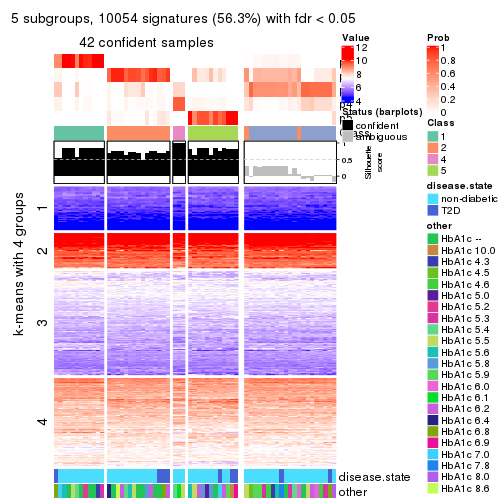 5 subgroups, 10054 signatures (56.3%) with fdr < 0.05
42 confident samples
k-means with 4 groups
1
2
3
4
1
0.5
0
Silhouette
score
disease.state
other
Value
12
10
8
6
4
Status (barplots)
confident
ambiguous
Prob
1
0.8
0.6
0.4
0.2
0
Class
1
2
4
5
disease.state
non-diabetic
T2D
other
HbA1c --
HbA1c 10.0
HbA1c 4.3
HbA1c 4.5
HbA1c 4.6
HbA1c 5.0
HbA1c 5.2
HbA1c 5.3
HbA1c 5.4
HbA1c 5.5
HbA1c 5.6
HbA1c 5.8
HbA1c 5.9
HbA1c 6.0
HbA1c 6.1
HbA1c 6.2
HbA1c 6.4
HbA1c 6.8
HbA1c 6.9
HbA1c 7.0
HbA1c 7.8
HbA1c 8.0
HbA1c 8.6